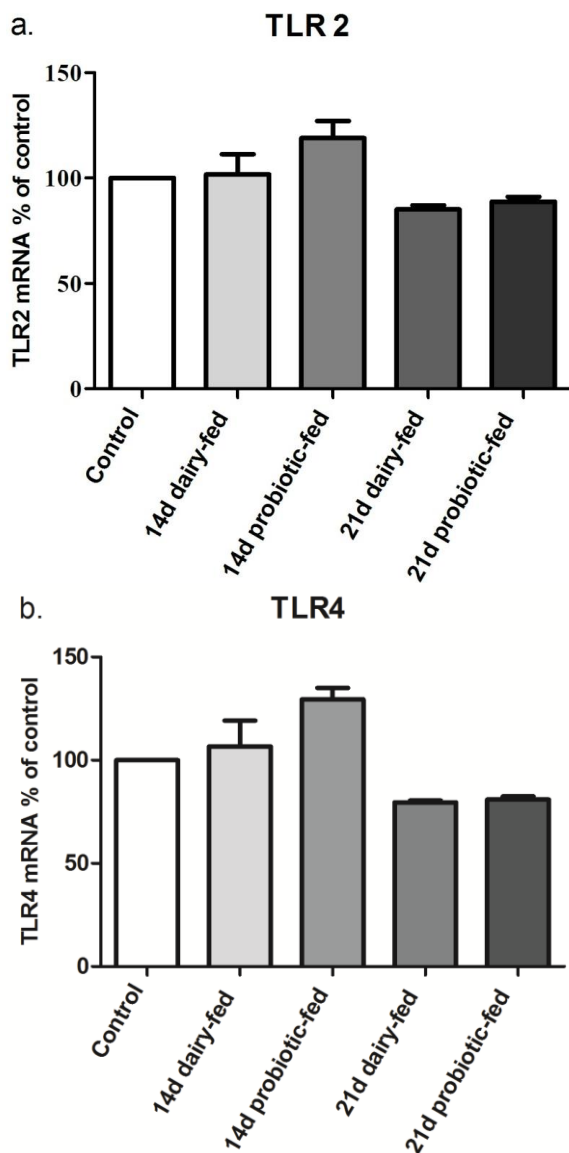 a.
TLR 2
TLR2 mRNA % of control
150
100
50
0
Control
14d dairy-fed
14d probiotic-fed
21d dairy-fed
21d probiotic-fed
b.
TLR4
TLR4 mRNA % of control
150
100
50
0
Control
14d dairy-fed
14d probiotic-fed
21d dairy-fed
21d probiotic-fed